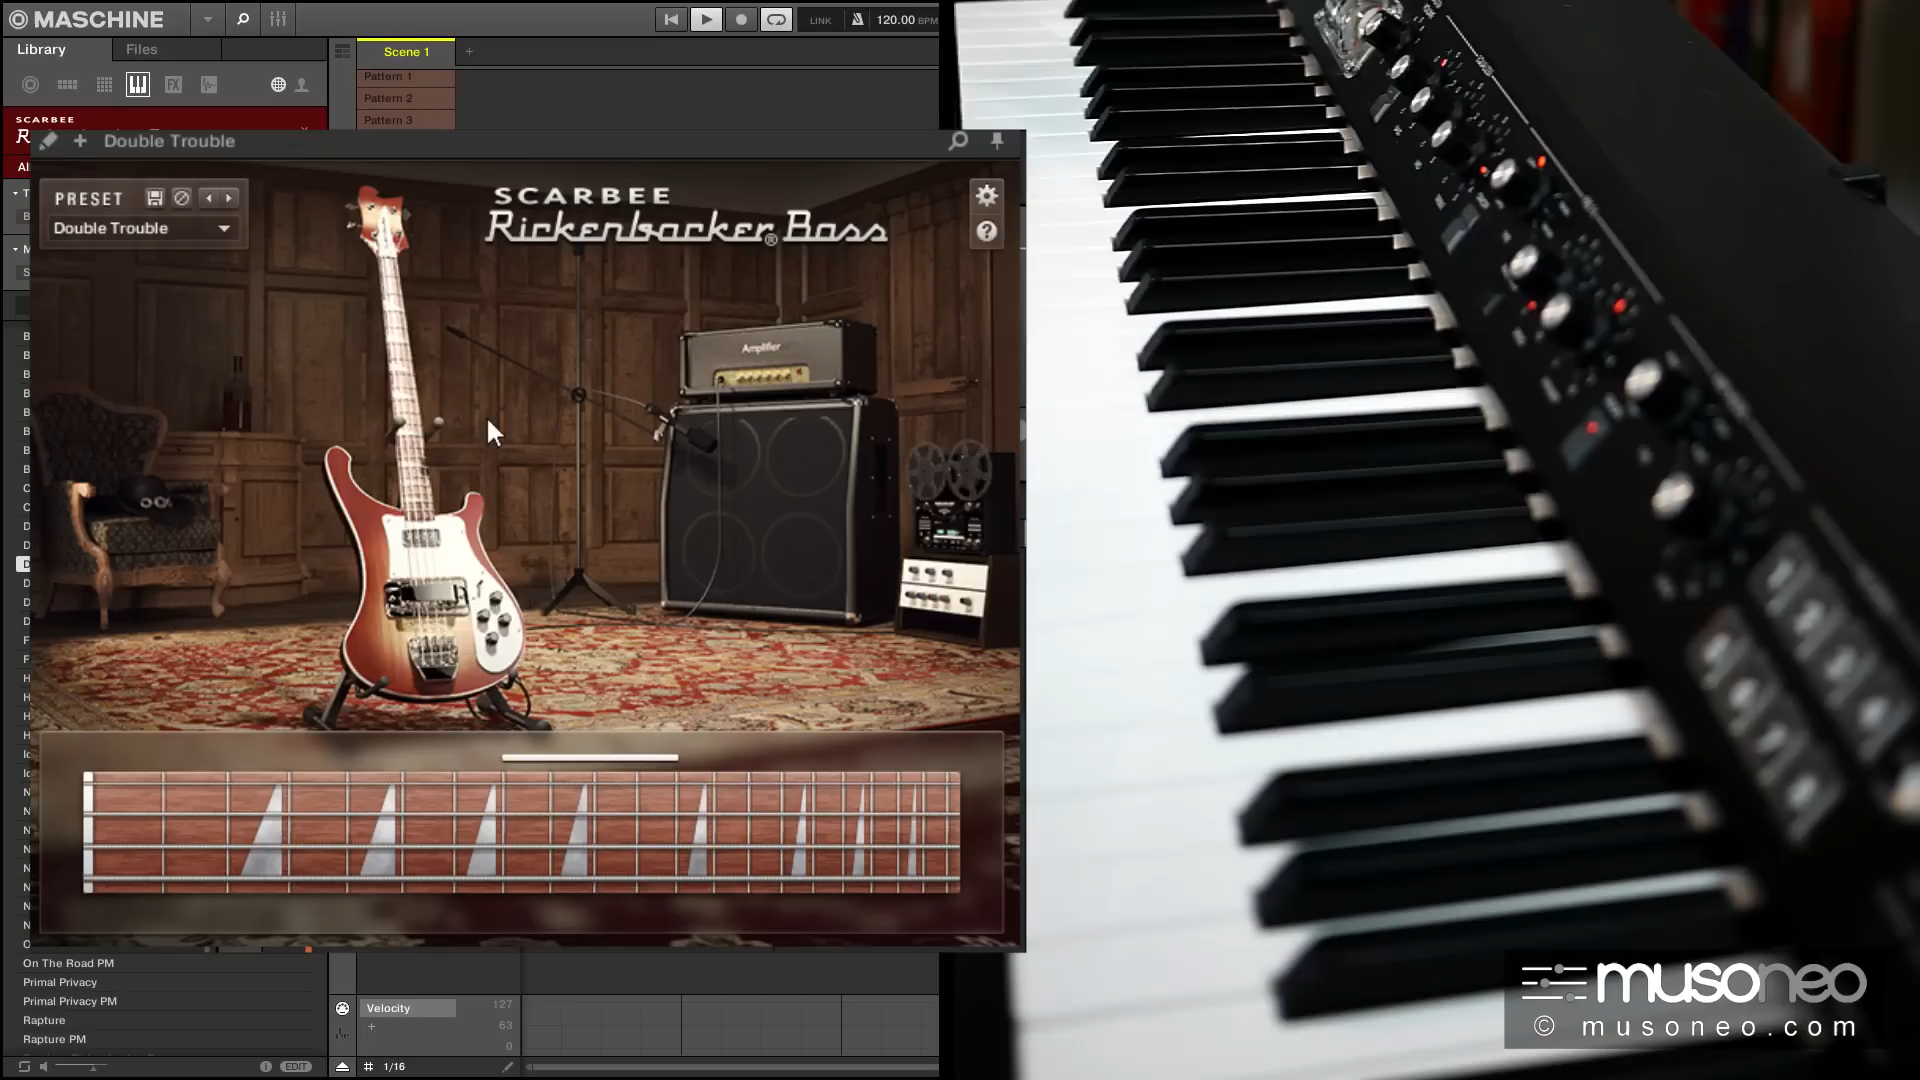 MASCHINE
LINK
120.00 BPM
Library
Files
Scene 1
+
FX
Pattern 1
Pattern 2
Pattern 3
SCARBEE
Double Trouble
PRESET
Double Trouble
SCARBEE
Rickenbacker® Bass
?
Amplifier
On The Road PM
Primal Privacy
Primal Privacy PM
Rapture
Rapture PM
Velocity
127
63
0
EDIT
1/16
musoneo
© musoneo.com